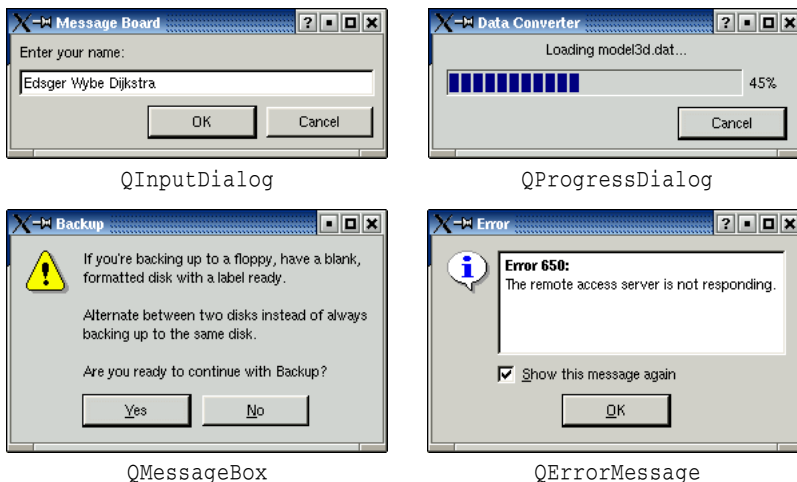 Message Board
Enter your name:
Edsger Wybe Dijkstra
OK Cancel
QInputDialog
Data Converter
Loading model3d.dat...
45%
Cancel
QProgressDialog
Backup
If you're backing up to a floppy, have a blank,
formatted disk with a label ready.
Alternate between two disks instead of always
backing up to the same disk.
Are you ready to continue with Backup?
Yes No
QMessageBox
Error
Error 650:
The remote access server is not responding.
Show this message again
OK
QErrorMessage